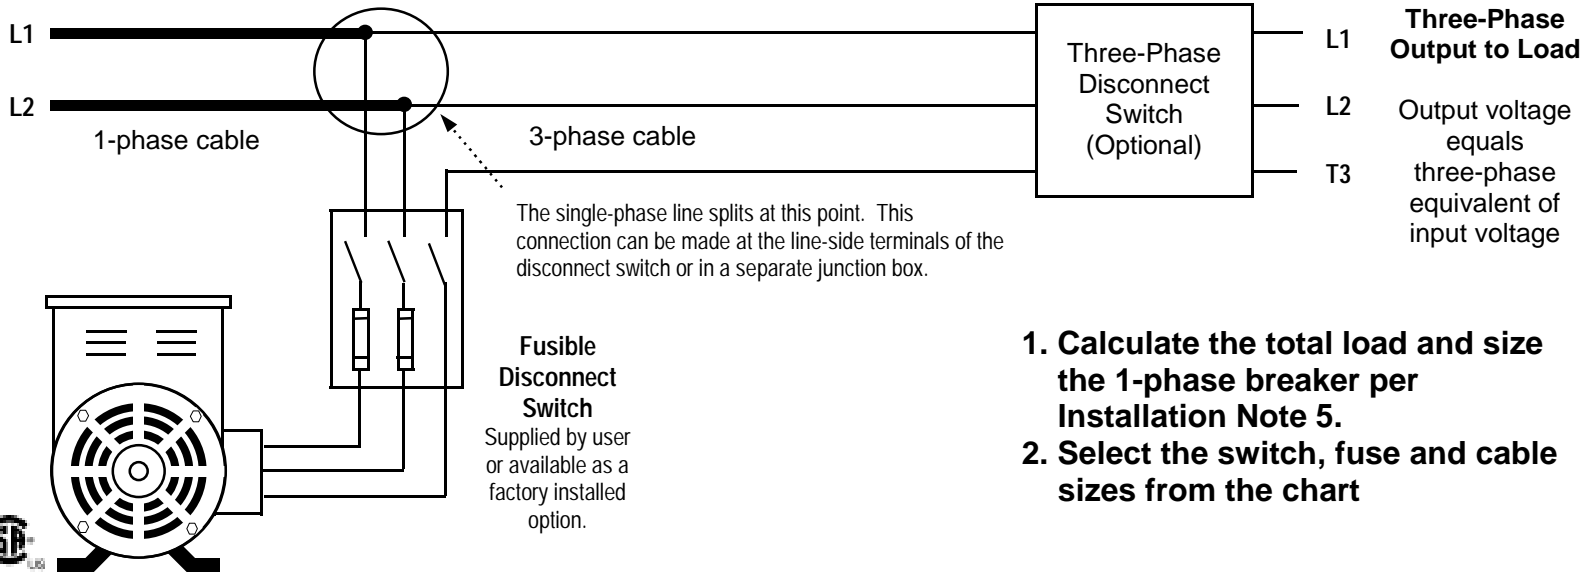 L1
L2
1-phase cable
3-phase cable
Three-Phase
Disconnect
Switch
(Optional)
L1
L2
T3
Three-Phase
Output to Load
Output voltage
equals
three-phase
equivalent of
input voltage
The single-phase line splits at this point. This
connection can be made at the line-side terminals of the
disconnect switch or in a separate junction box.
Fusible
Disconnect
Switch
Supplied by user
or available as a
factory installed
option.
1. Calculate the total load and size
the 1-phase breaker per
Installation Note 5.
2. Select the switch, fuse and cable
sizes from the chart
US